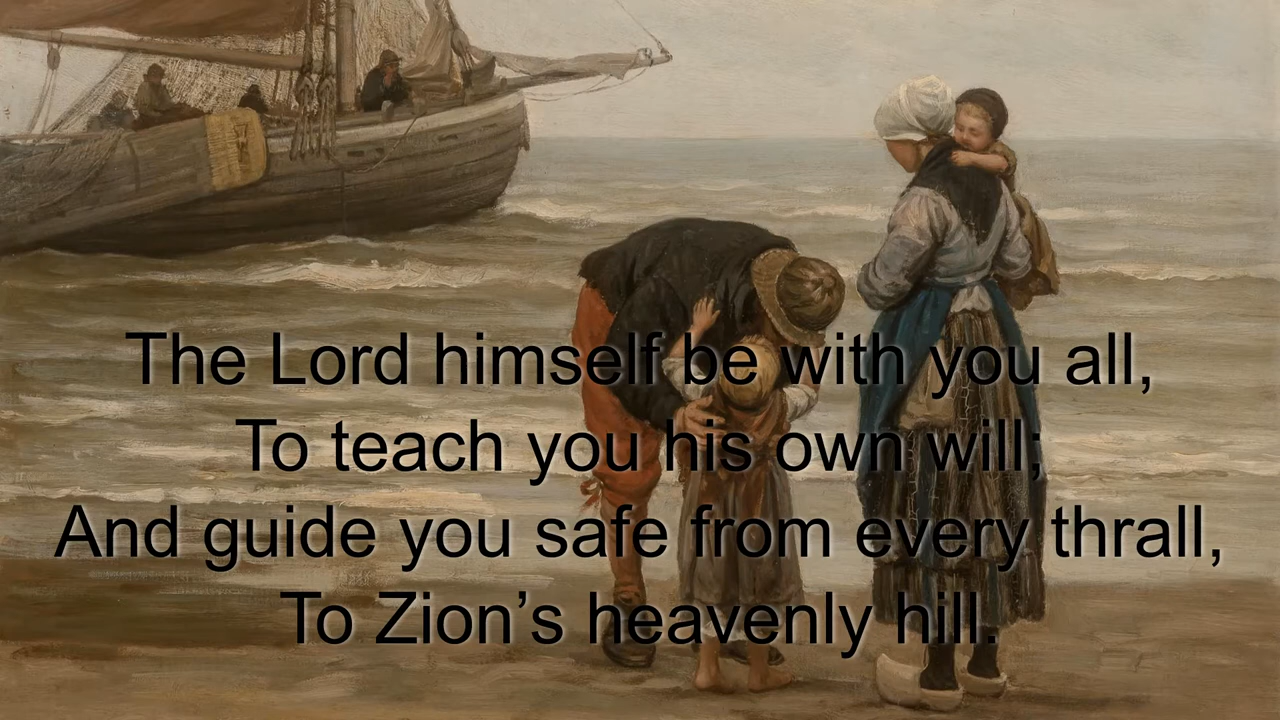 The Lord himself be with you all,
To teach you his own will;
And guide you safe from every thrall,
To Zion’s heavenly hill.